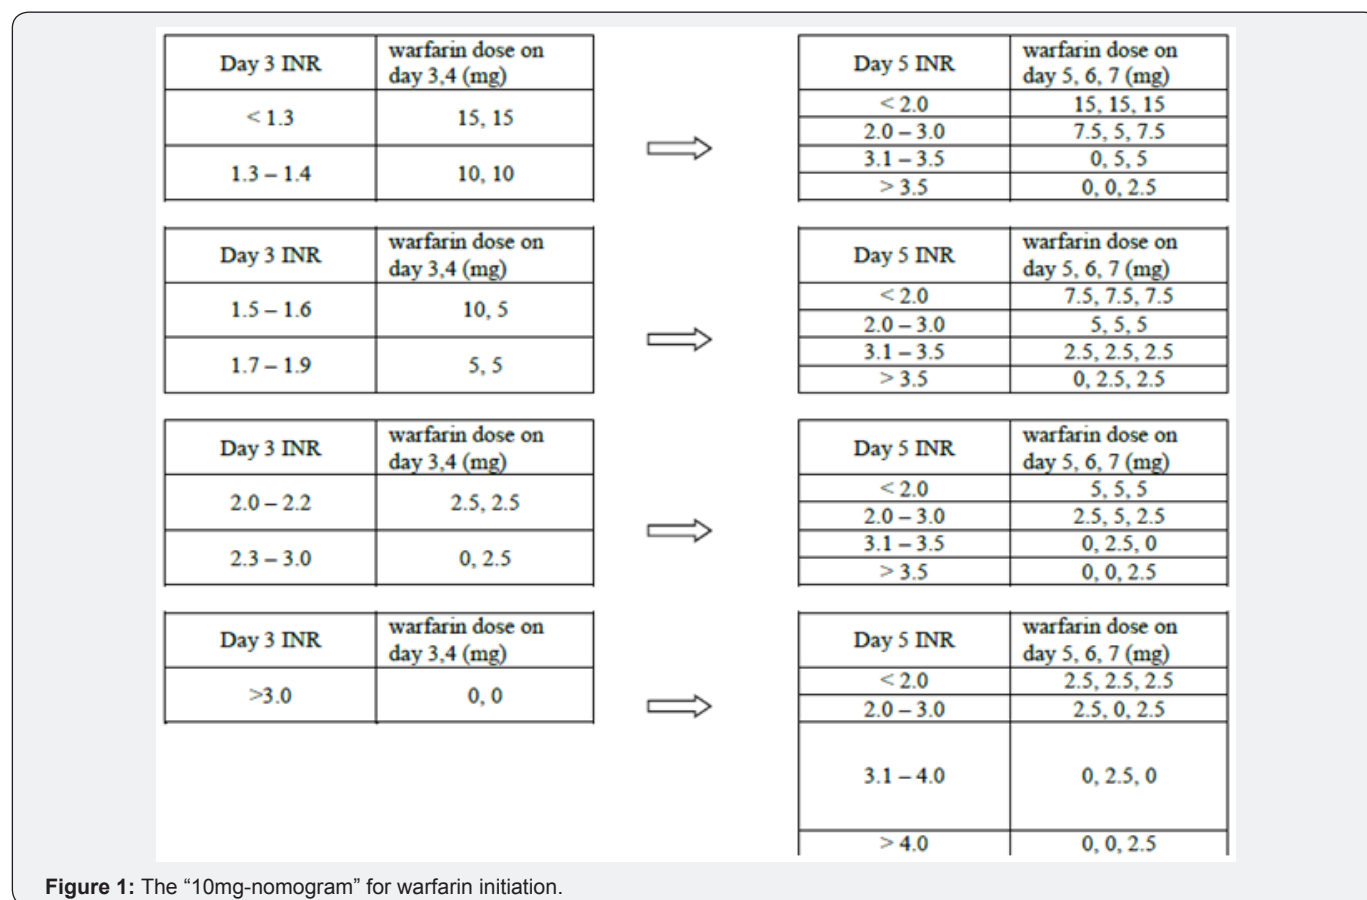 Day 3 INR warfarin dose on
day 3,4 (mg)
< 1.3 15, 15
1.3 – 1.4 10, 10
Day 5 INR warfarin dose on
day 5, 6, 7 (mg)
< 2.0 15, 15, 15
2.0 – 3.0 7.5, 5, 7.5
3.1 – 3.5 0, 5, 5
> 3.5 0, 0, 2.5
Day 3 INR warfarin dose on
day 3,4 (mg)
1.5 – 1.6 10, 5
1.7 – 1.9 5, 5
Day 5 INR warfarin dose on
day 5, 6, 7 (mg)
< 2.0 7.5, 7.5, 7.5
2.0 – 3.0 5, 5, 5
3.1 – 3.5 2.5, 2.5, 2.5
> 3.5 0, 2.5, 2.5
Day 3 INR warfarin dose on
day 3,4 (mg)
2.0 – 2.2 2.5, 2.5
2.3 – 3.0 0, 2.5
Day 5 INR warfarin dose on
day 5, 6, 7 (mg)
< 2.0 5, 5, 5
2.0 – 3.0 2.5, 5, 2.5
3.1 – 3.5 0, 2.5, 0
> 3.5 0, 0, 2.5
Day 3 INR warfarin dose on
day 3,4 (mg)
>3.0 0, 0
Day 5 INR warfarin dose on
day 5, 6, 7 (mg)
< 2.0 2.5, 2.5, 2.5
2.0 – 3.0 2.5, 0, 2.5
3.1 – 4.0 0, 2.5, 0
> 4.0 0, 0, 2.5
Figure 1: The “10mg-nomogram” for warfarin initiation.